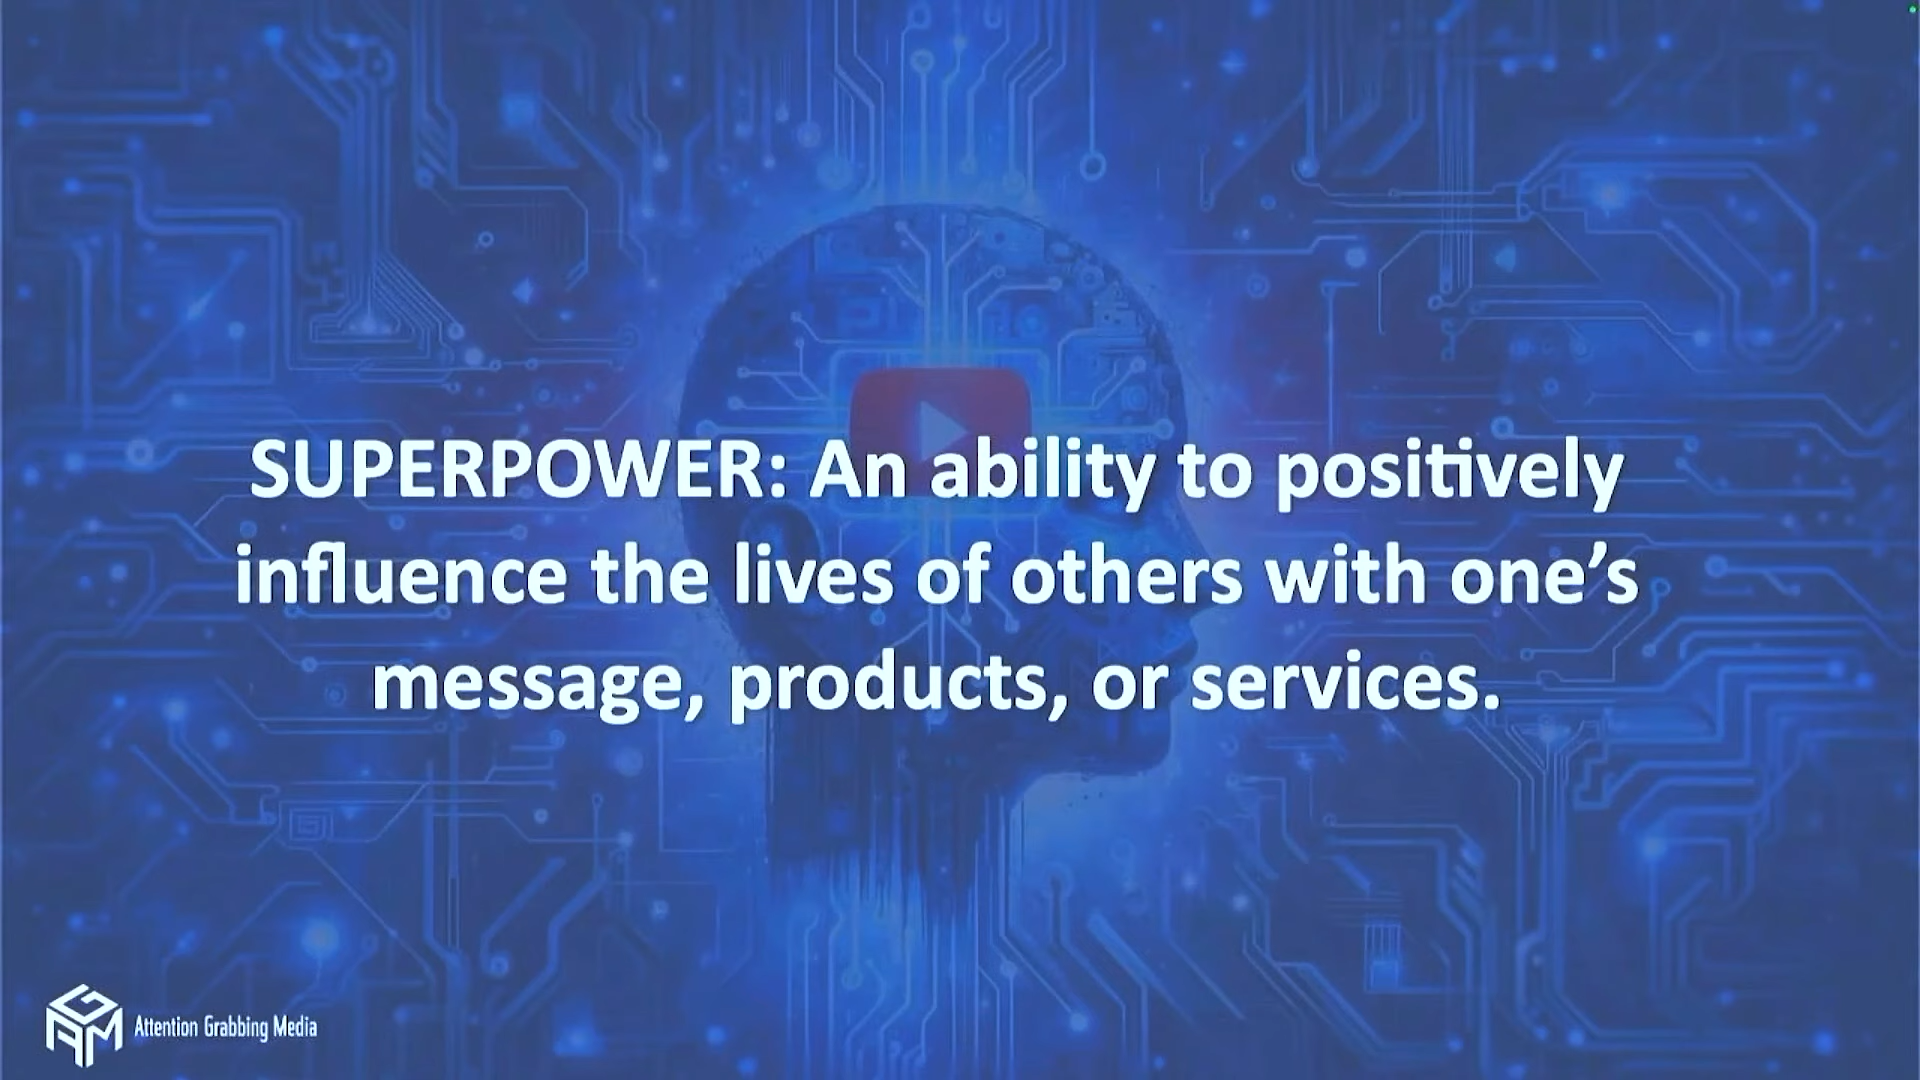 SUPERPOWER: An ability to positively
influence the lives of others with one’s
message, products, or services.
GAM
Attention Grabbing Media